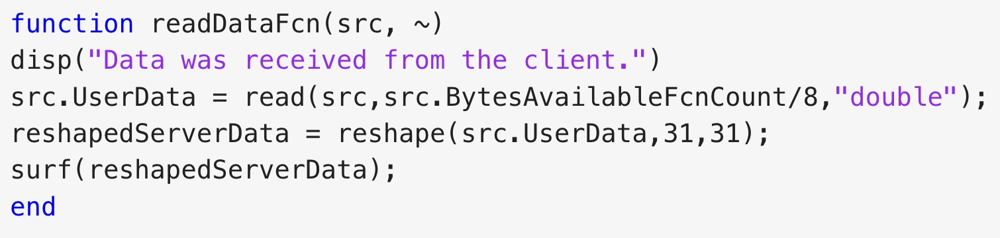 function readDataFcn(src, ~)
disp("Data was received from the client.")
src.UserData = read(src,src.BytesAvailableFcnCount/8,"double");
reshapedServerData = reshape(src.UserData,31,31);
surf(reshapedServerData);
end